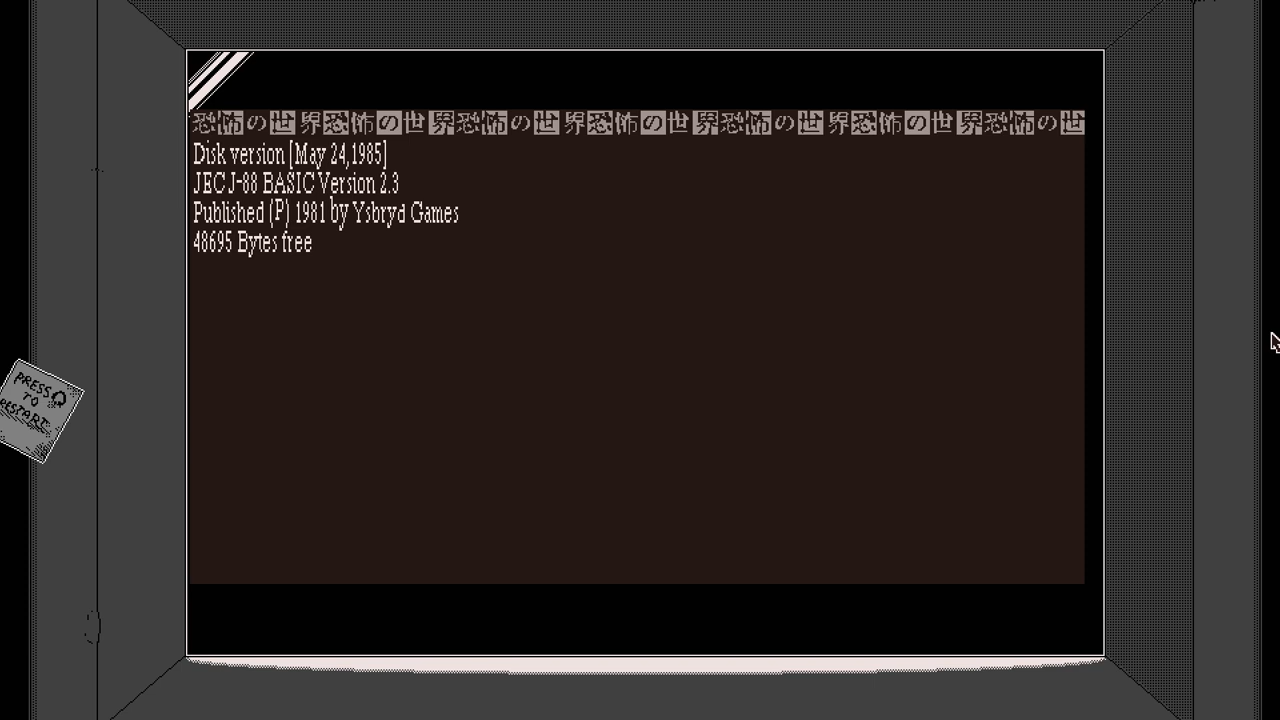 恐怖の世界恐怖の世界恐怖の世界恐怖の世界恐怖の世界恐怖の世界恐怖の世
Disk version [May 24,1985]
JEC J-88 BASIC Version 2.3
Published (P) 1981 by Ysbryd Games
48695 Bytes free
PRESS Q
TO
RESTART